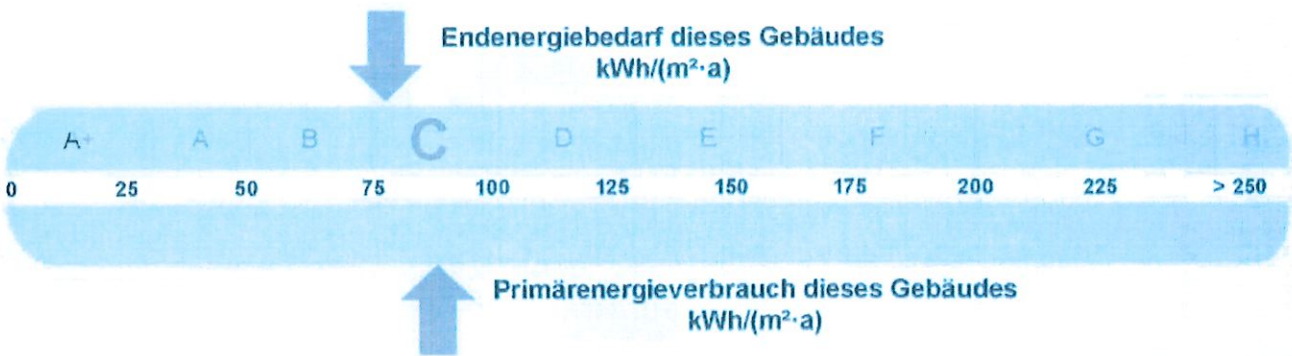 Endenergiebedarf dieses Gebäudes
kWh/(m²·a)
A+ A B C D E F G H
0 25 50 75 100 125 150 175 200 225 > 250
Primärenergieverbrauch dieses Gebäudes
kWh/(m²·a)